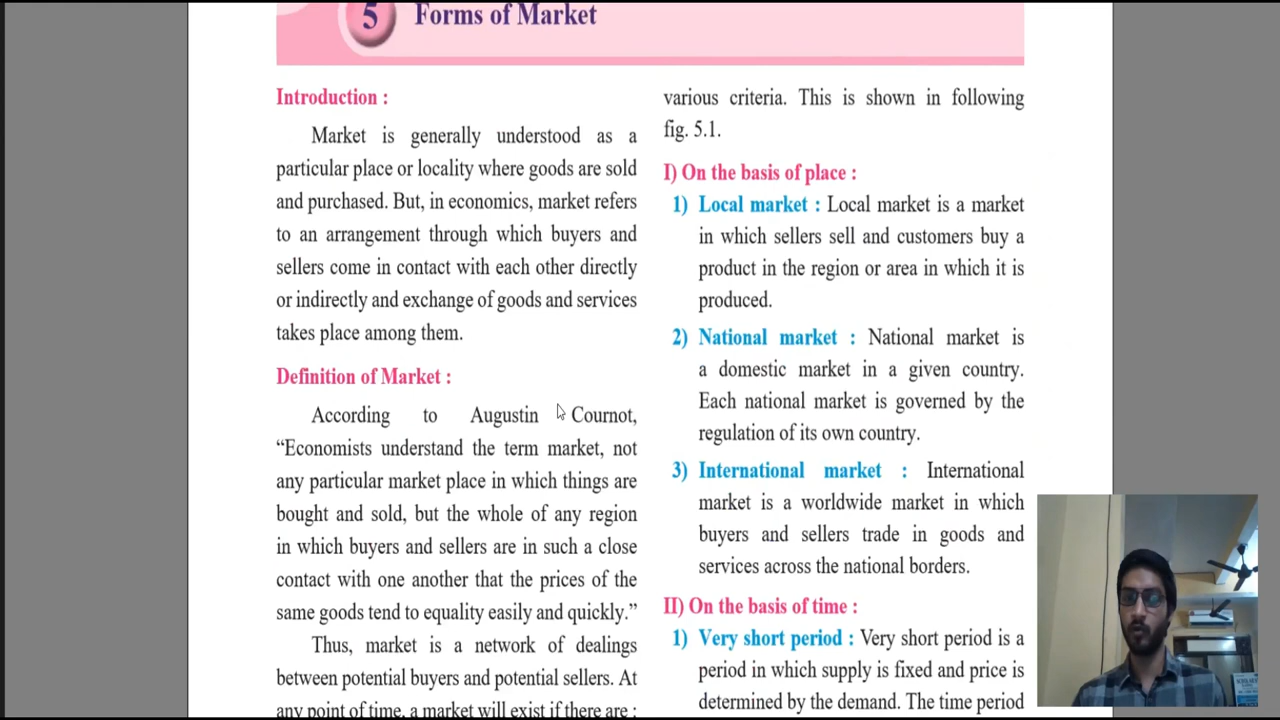 5 Forms of Market
Introduction :
Market is generally understood as a
particular place or locality where goods are sold
and purchased. But, in economics, market refers
to an arrangement through which buyers and
sellers come in contact with each other directly
or indirectly and exchange of goods and services
takes place among them.
Definition of Market :
According to Augustin Cournot,
“Economists understand the term market, not
any particular market place in which things are
bought and sold, but the whole of any region
in which buyers and sellers are in such a close
contact with one another that the prices of the
same goods tend to equality easily and quickly.”
Thus, market is a network of dealings
between potential buyers and potential sellers. At
any point of time, a market will exist if there are :
various criteria. This is shown in following
fig. 5.1.
I) On the basis of place :
1) Local market : Local market is a market
in which sellers sell and customers buy a
product in the region or area in which it is
produced.
2) National market : National market is
a domestic market in a given country.
Each national market is governed by the
regulation of its own country.
3) International market : International
market is a worldwide market in which
buyers and sellers trade in goods and
services across the national borders.
II) On the basis of time :
1) Very short period : Very short period is a
period in which supply is fixed and price is
determined by the demand. The time period